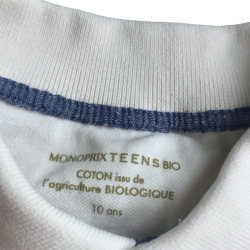 MONOPRIX TEENS BIO
COTON issu de
l'agriculture BIOLOGIQUE
10 ans